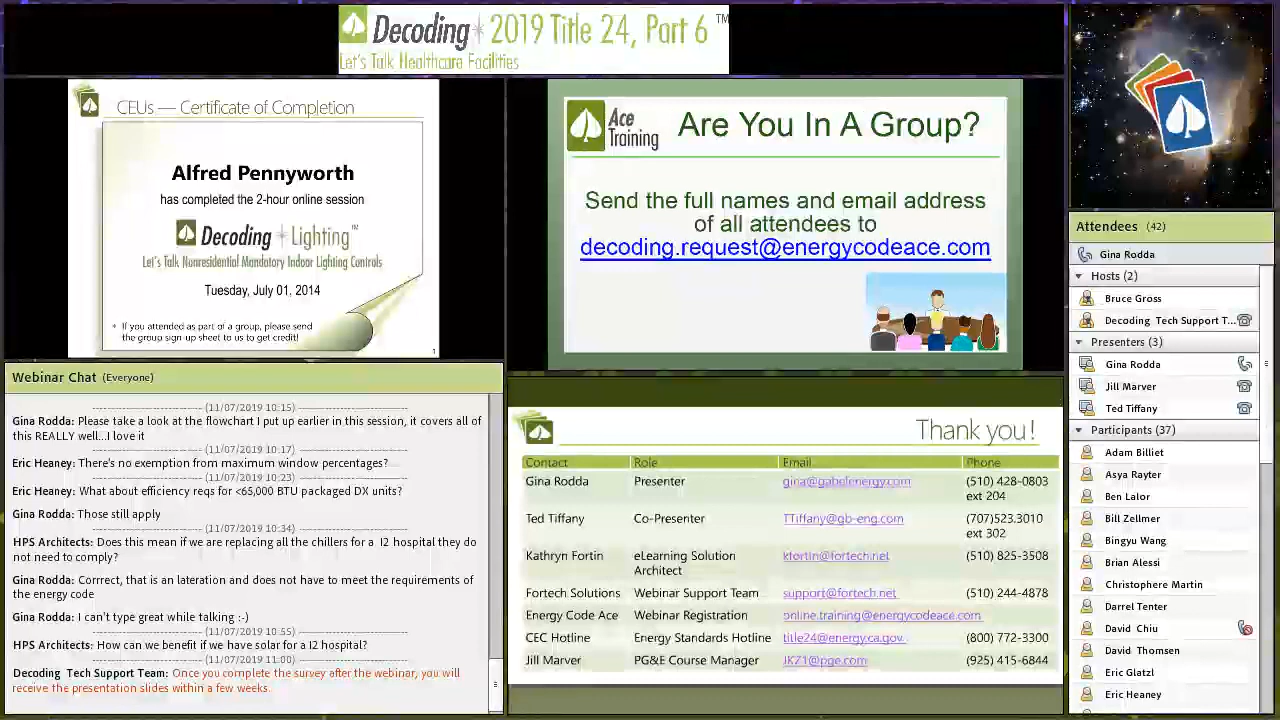 Decoding 2019 Title 24, Part 6 ™
Let's Talk Healthcare Facilities
CEUs — Certificate of Completion
Alfred Pennyworth
has completed the 2-hour online session
Decoding Lighting™
Let's Talk Nonresidential Mandatory Indoor Lighting Controls
Tuesday, July 01, 2014
* If you attended as part of a group, please send
the group sign-up sheet to us to get credit!
1
Ace
Training
Are You In A Group?
Send the full names and email address
of all attendees to
decoding.request@energycodeace.com
Webinar Chat (Everyone)
(11/07/2019 10:15)
Gina Rodda: Please take a look at the flowchart I put up earlier in this session, it covers all of
this REALLY well...I love it
(11/07/2019 10:17)
Eric Heaney: There's no exemption from maximum window percentages?
(11/07/2019 10:23)
Eric Heaney: What about efficiency reqs for <65,000 BTU packaged DX units?
Gina Rodda: Those still apply
(11/07/2019 10:34)
HPS Architects: Does this mean if we are replacing all the chillers for a I2 hospital they do
not need to comply?
Gina Rodda: Corrrect, that is an lateration and does not have to meet the requirements of
the energy code
Gina Rodda: I can't type great while talking :-)
(11/07/2019 10:55)
HPS Architects: How can we benefit if we have solar for a I2 hospital?
(11/07/2019 11:00)
Decoding Tech Support Team: Once you complete the survey after the webinar, you will
receive the presentation slides within a few weeks.
Thank you!
Contact Role Email Phone
Gina Rodda Presenter gina@gabelenergy.com (510) 428-0803
ext 204
Ted Tiffany Co-Presenter TTiffany@gb-eng.com (707)523.3010
ext 302
Kathryn Fortin eLearning Solution kfortin@fortech.net (510) 825-3508
Architect
Fortech Solutions Webinar Support Team support@fortech.net (510) 244-4878
Energy Code Ace Webinar Registration online.training@energycodeace.com
CEC Hotline Energy Standards Hotline title24@energy.ca.gov (800) 772-3300
Jill Marver PG&E Course Manager JKZ1@pge.com (925) 415-6844
Attendees (42)
Gina Rodda
Hosts (2)
Bruce Gross
Decoding Tech Support T...
Presenters (3)
Gina Rodda
Jill Marver
Ted Tiffany
Participants (37)
Adam Billiet
Asya Rayter
Ben Lalor
Bill Zellmer
Bingyu Wang
Brian Alessi
Christophere Martin
Darrel Tenter
David Chiu
David Thomsen
Eric Glatzl
Eric Heaney